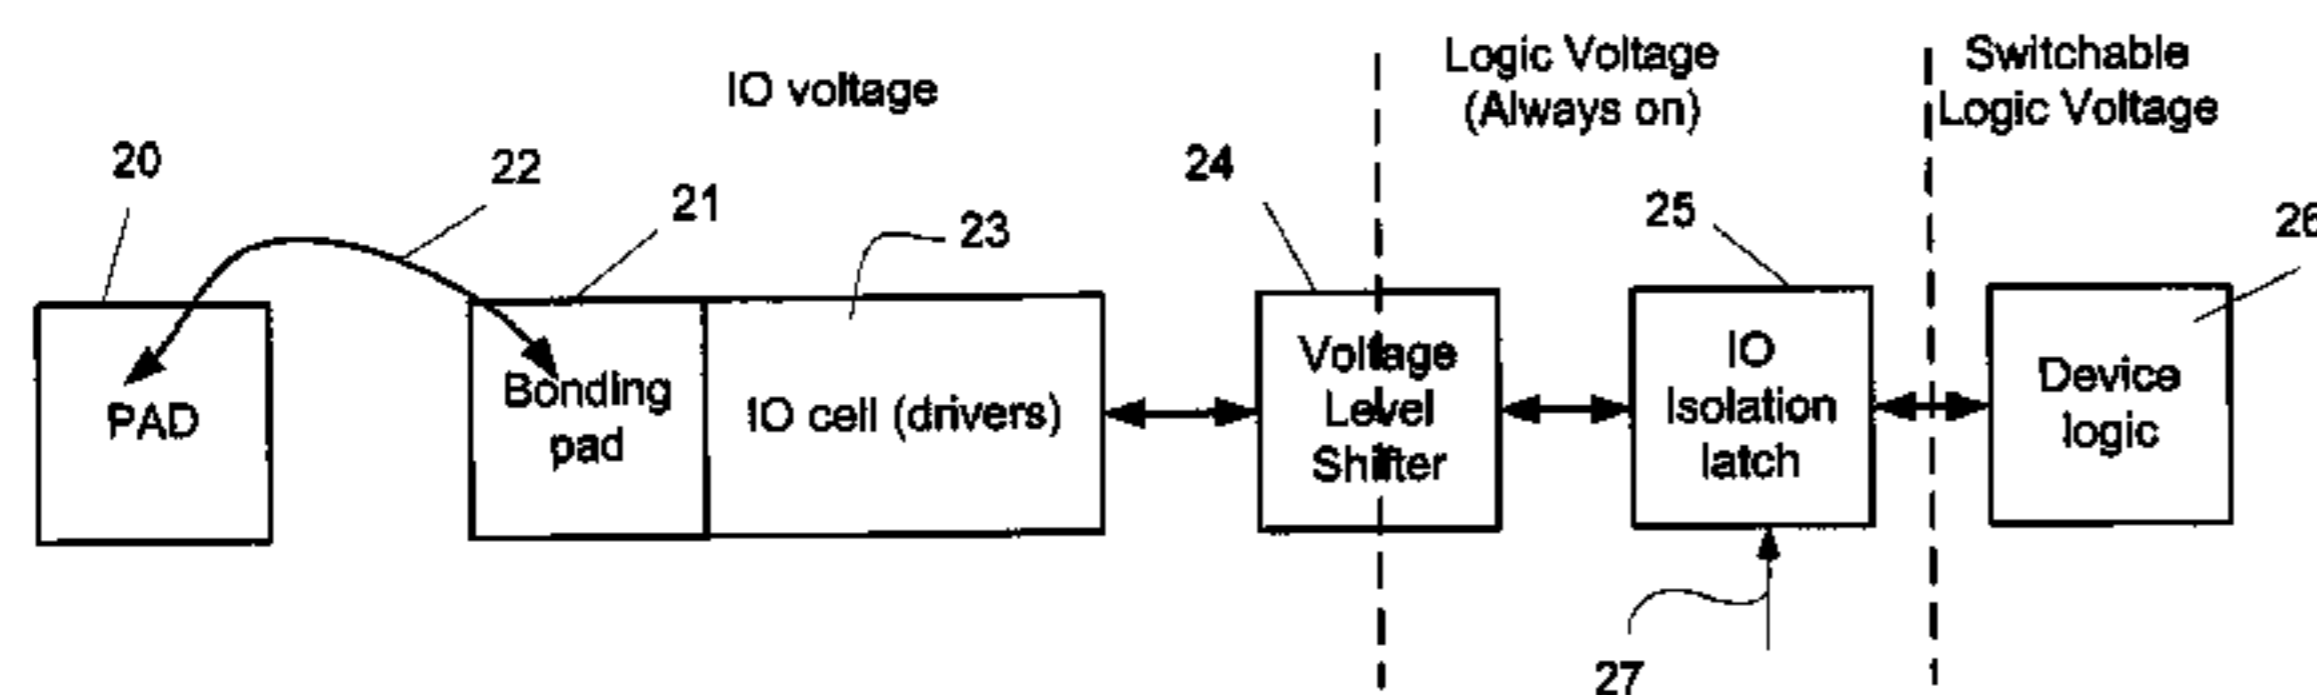 IO voltage
Logic Voltage
(Always on)
Switchable
Logic Voltage
20
22
21
23
24
25
26
PAD
Bonding
pad
IO cell (drivers)
Voltage
Level
Shifter
IO
Isolation
latch
Device
logic
27